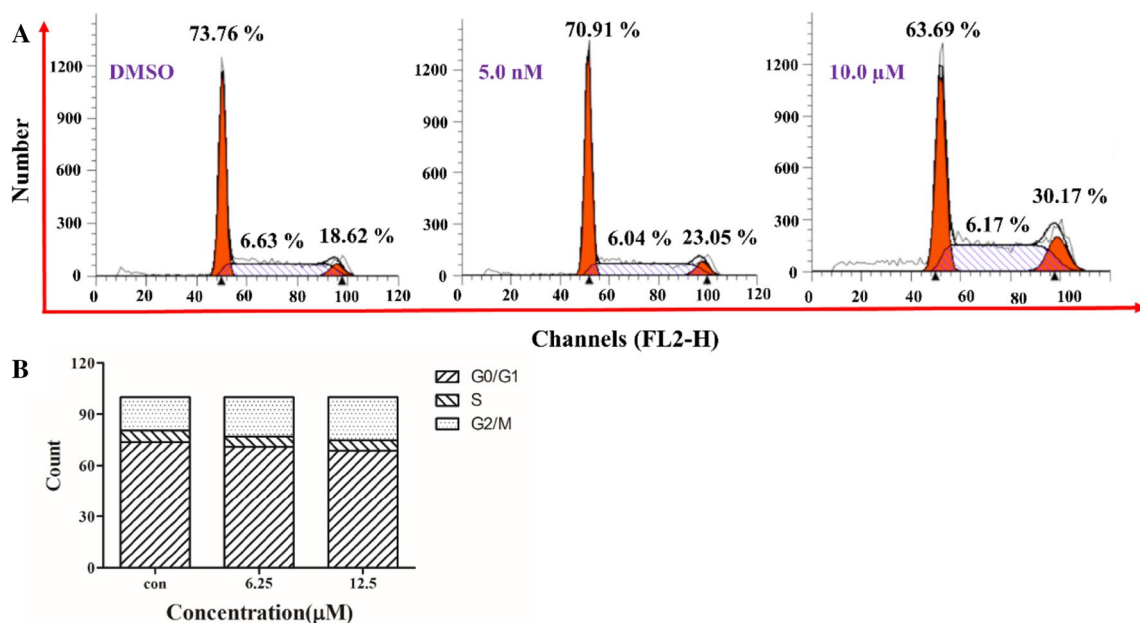 A
73.76 %
70.91 %
63.69 %
DMSO
5.0 nM
10.0 μM
1200
900
600
300
0
6.63 %
18.62 %
0 20 40 60 80 100 120
1200
900
600
300
0
6.04 %
23.05 %
0 20 40 60 80 100 120
1200
900
600
300
0
6.17 %
30.17 %
0 20 40 60 80 100
Number
Channels (FL2-H)
B
120
90
60
30
0
Count
con 6.25 12.5
Concentration(μM)
G0/G1
S
G2/M